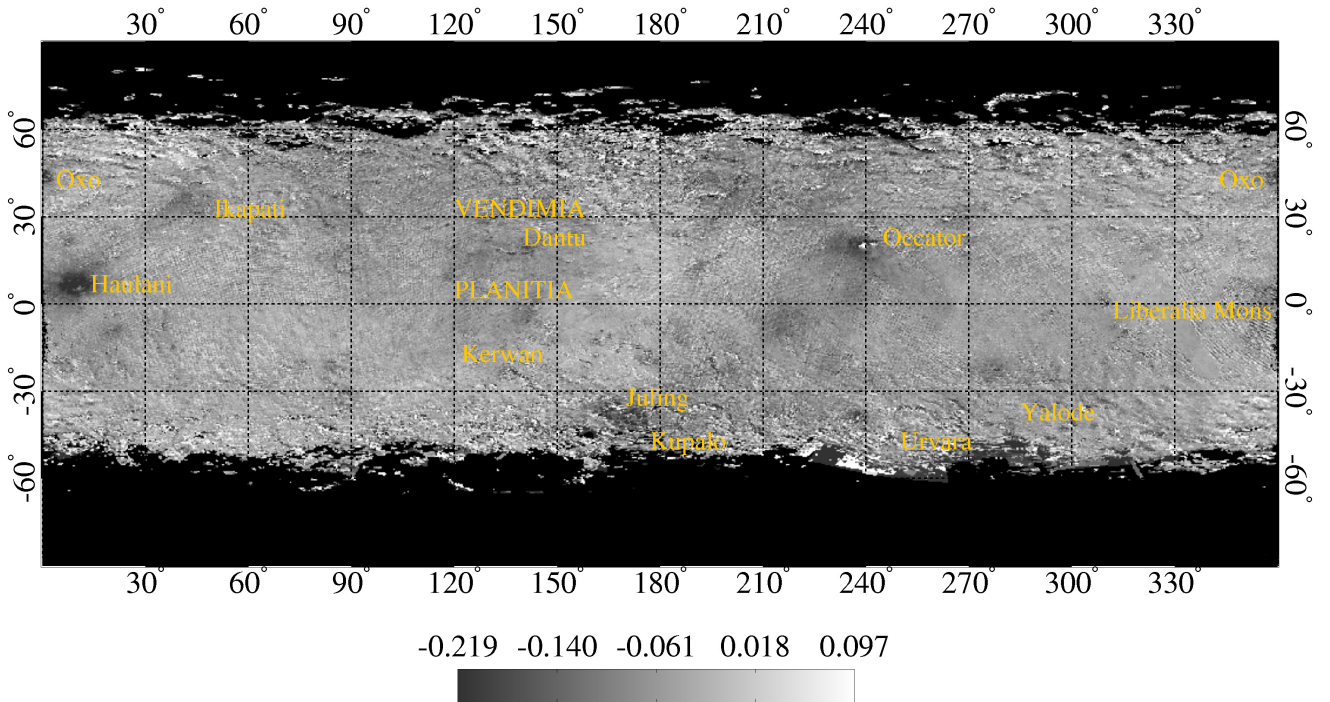 30° 60° 90° 120° 150° 180° 210° 240° 270° 300° 330°
60° 60°
Oxo Oxo
30° Ikapati VENDIMIA 30°
Dantu Occator
Haulani PLANITIA
0° Liberalia Mons 0°
Kerwan
-30° Juling Yalode -30°
Kupalo Urvara
-60° -60°
30° 60° 90° 120° 150° 180° 210° 240° 270° 300° 330°
-0.219 -0.140 -0.061 0.018 0.097